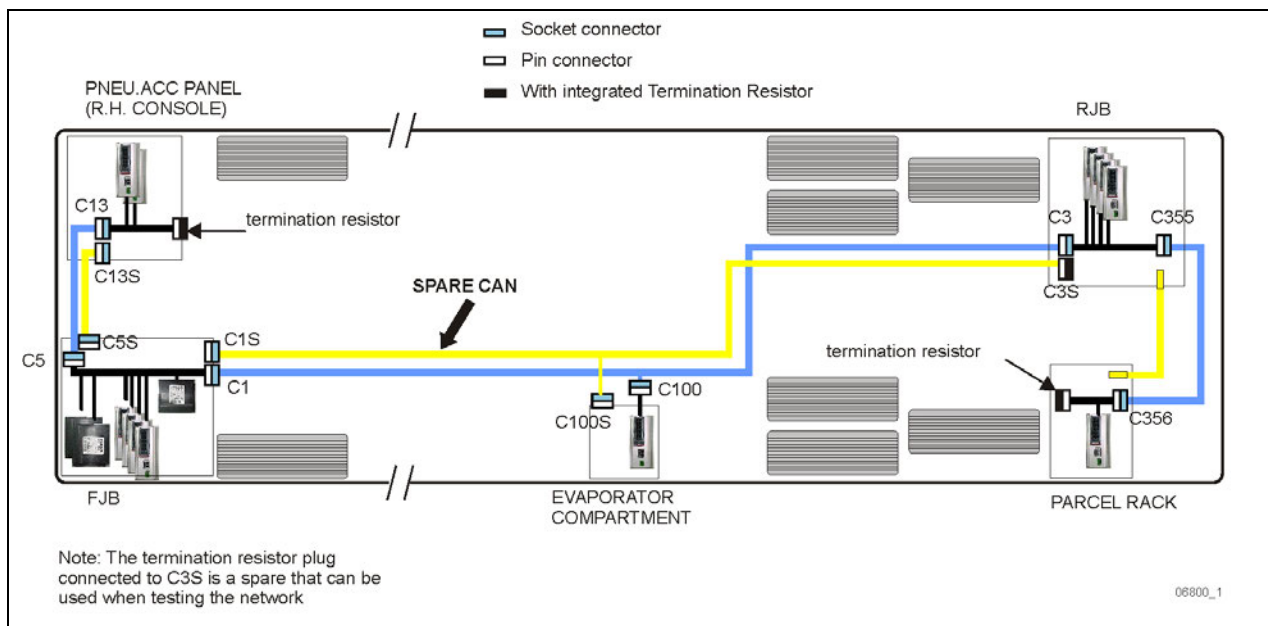 Socket connector
Pin connector
With integrated Termination Resistor
PNEU.ACC PANEL
(R.H. CONSOLE)
RJB
C13
termination resistor
C3
C355
C13S
C3S
SPARE CAN
C5
C5S
C1S
C1
termination resistor
C100
C100S
C356
FJB
EVAPORATOR
COMPARTMENT
PARCEL RACK
Note: The termination resistor plug
connected to C3S is a spare that can be
used when testing the network
06800_1